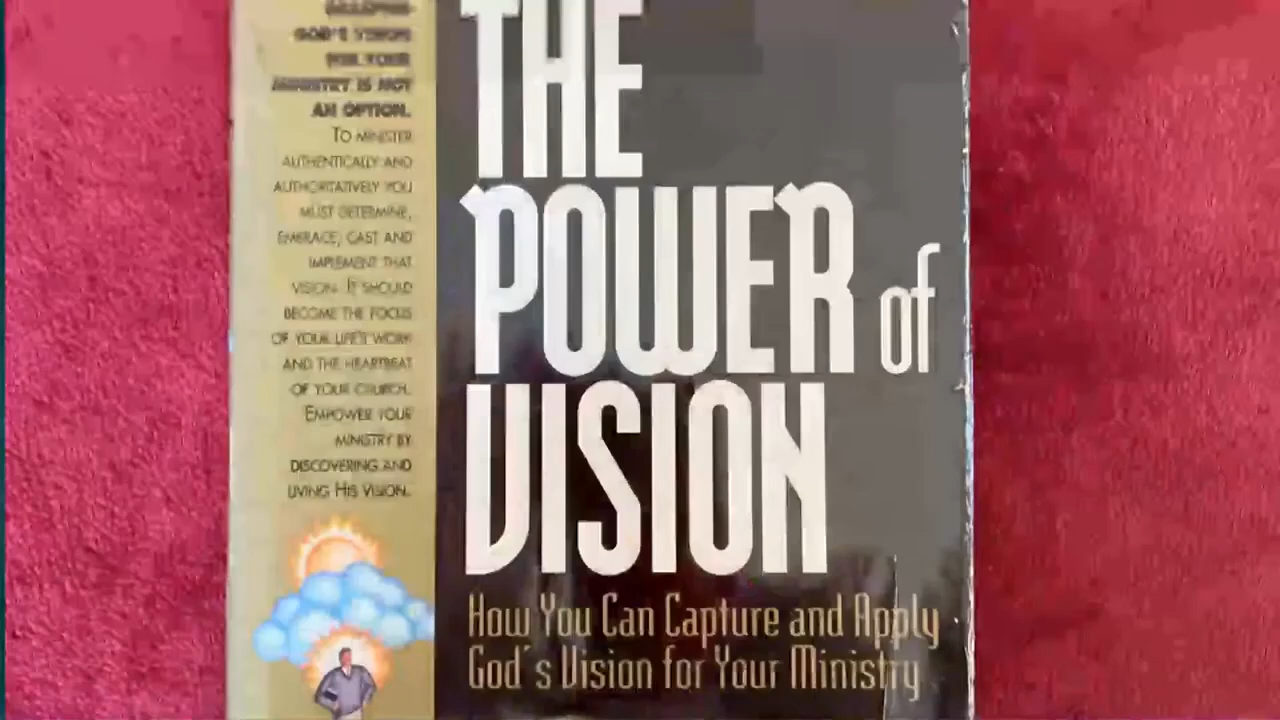 GOD'S VISION
FOR YOUR
MINISTRY IS NOT
AN OPTION.
TO MINISTER
AUTHENTICALLY AND
AUTHORITATIVELY YOU
MUST DETERMINE,
EMBRACE, CAST AND
IMPLEMENT THAT
VISION. IT SHOULD
BECOME THE FOCUS
OF YOUR LIFE'S WORK
AND THE HEARTBEAT
OF YOUR CHURCH.
EMPOWER YOUR
MINISTRY BY
DISCOVERING AND
LIVING HIS VISION.
THE
POWER of
VISION
How You Can Capture and Apply
God's Vision for Your Ministry